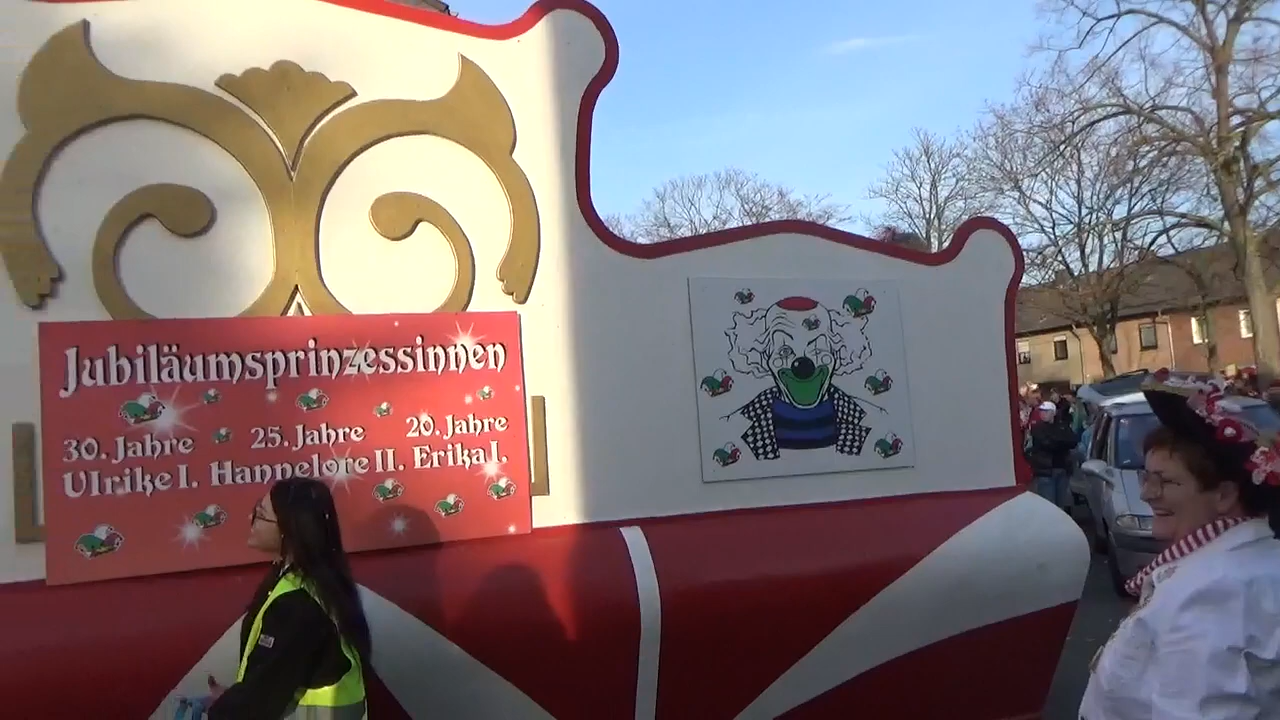 Jubiläumsprinzessinnen
30. Jahre 25. Jahre 20. Jahre
Ulrike I. Hannelore II. Erika I.